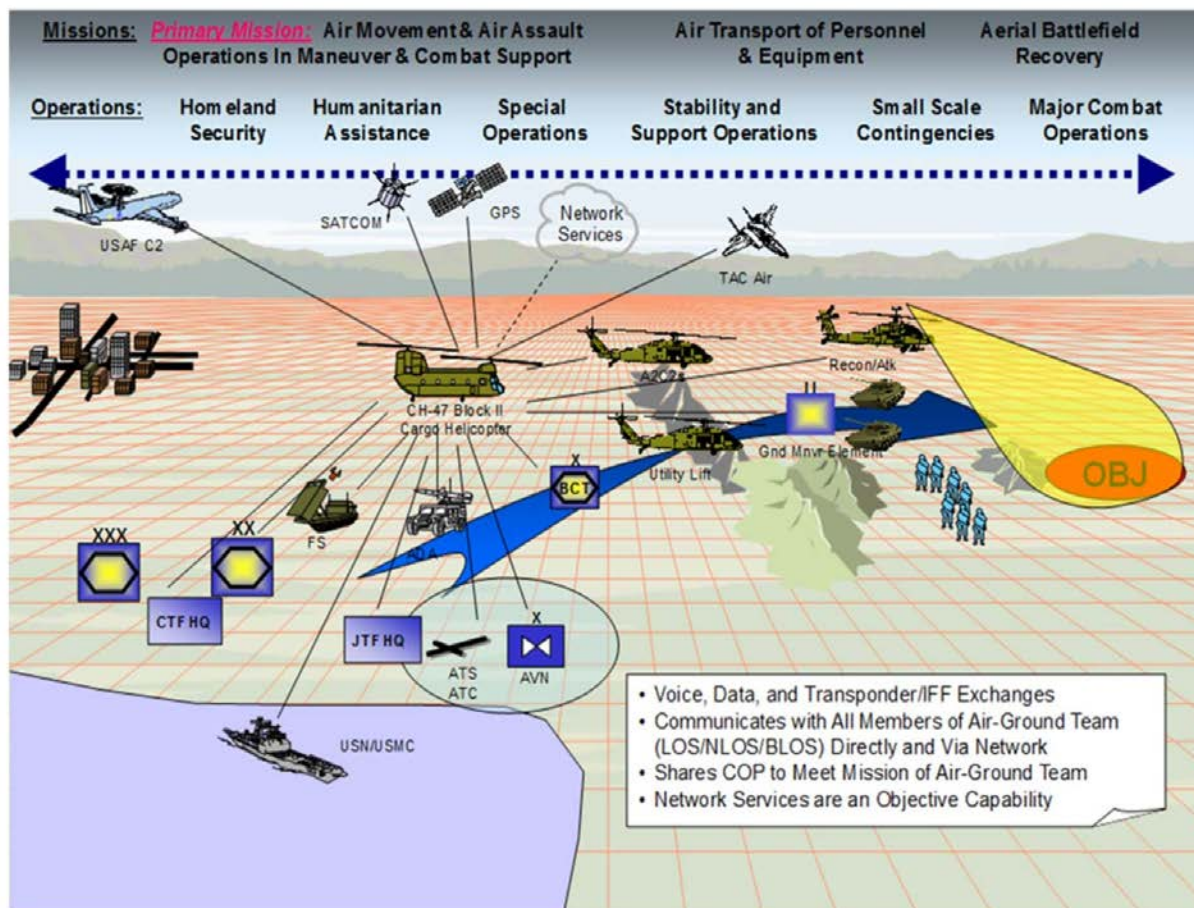 Missions: Primary Mission: Air Movement & Air Assault
Operations In Maneuver & Combat Support
Air Transport of Personnel
& Equipment
Aerial Battlefield
Recovery
Operations:
Homeland
Security
Humanitarian
Assistance
Special
Operations
Stability and
Support Operations
Small Scale
Contingencies
Major Combat
Operations
USAF C2
SATCOM
GPS
Network
Services
TAC Air
A2C2s
Recon/Atk
CH-47 Block II
Cargo Helicopter
II
Utility Lift
Gnd Mnvr Element
X
BCT
OBJ
FS
ADA
XXX
XX
CTF HQ
JTF HQ
ATS
ATC
X
AVN
USN/USMC
• Voice, Data, and Transponder/IFF Exchanges
• Communicates with All Members of Air-Ground Team
(LOS/NLOS/BLOS) Directly and Via Network
• Shares COP to Meet Mission of Air-Ground Team
• Network Services are an Objective Capability